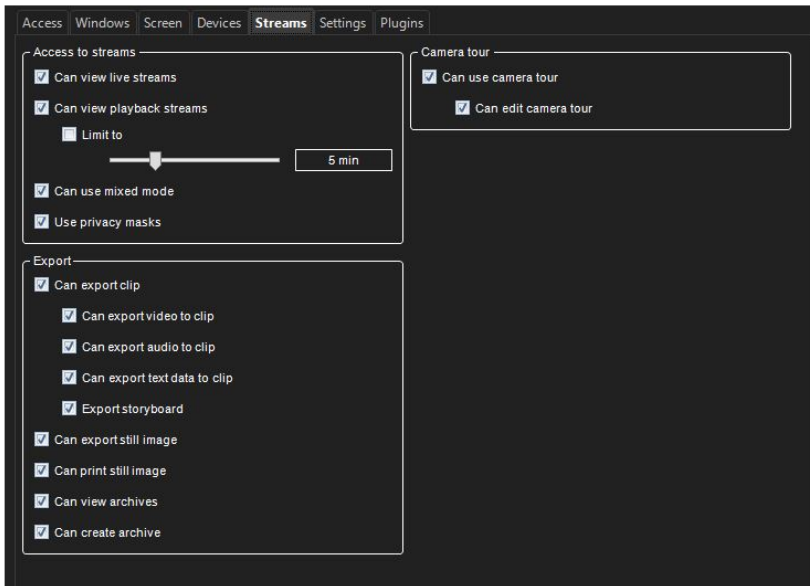 Access Windows Screen Devices Streams Settings Plugins
Access to streams
Can view live streams
Can view playback streams
Limit to
5 min
Can use mixed mode
Use privacy masks
Export
Can export clip
Can export video to clip
Can export audio to clip
Can export text data to clip
Export storyboard
Can export still image
Can print still image
Can view archives
Can create archive
Camera tour
Can use camera tour
Can edit camera tour